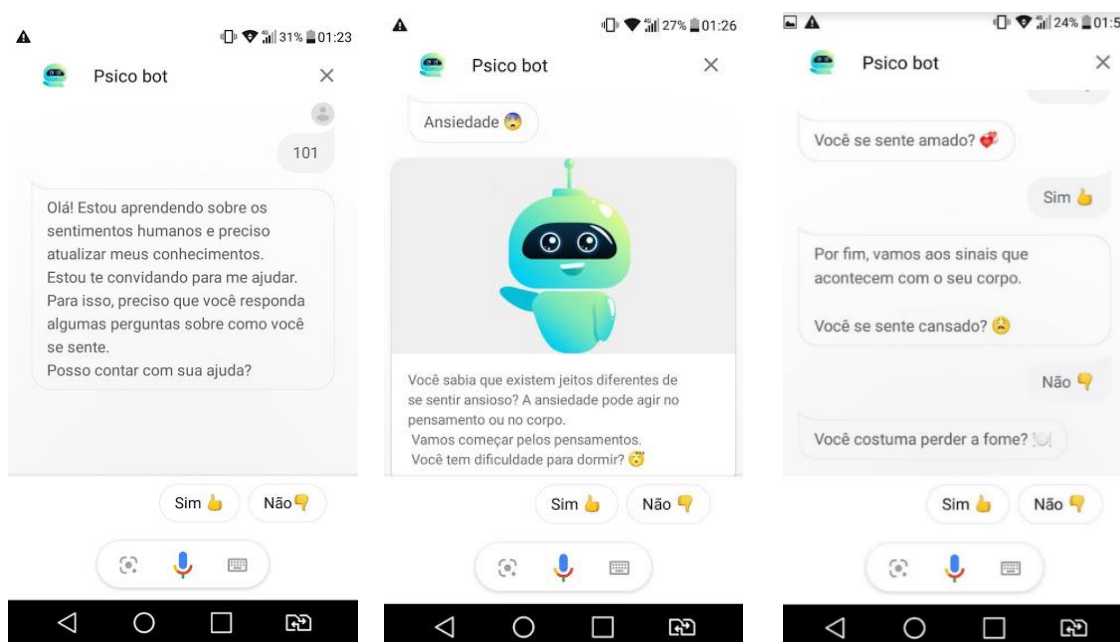 31% 01:23
Psico bot
101
Olá! Estou aprendendo sobre os
sentimentos humanos e preciso
atualizar meus conhecimentos.
Estou te convidando para me ajudar.
Para isso, preciso que você responda
algumas perguntas sobre como você
se sente.
Posso contar com sua ajuda?
Sim 👍 Não👎
27% 01:26
Psico bot
Ansiedade 😨
Você sabia que existem jeitos diferentes de
se sentir ansioso? A ansiedade pode agir no
pensamento ou no corpo.
Vamos começar pelos pensamentos.
Você tem dificuldade para dormir? 😴
Sim 👍 Não 👎
24% 01:5
Psico bot
Você se sente amado? 💞
Sim 👍
Por fim, vamos aos sinais que
acontecem com o seu corpo.
Você se sente cansado? 😩
Não 👎
Você costuma perder a fome? 🍽️
Sim 👍 Não 👎